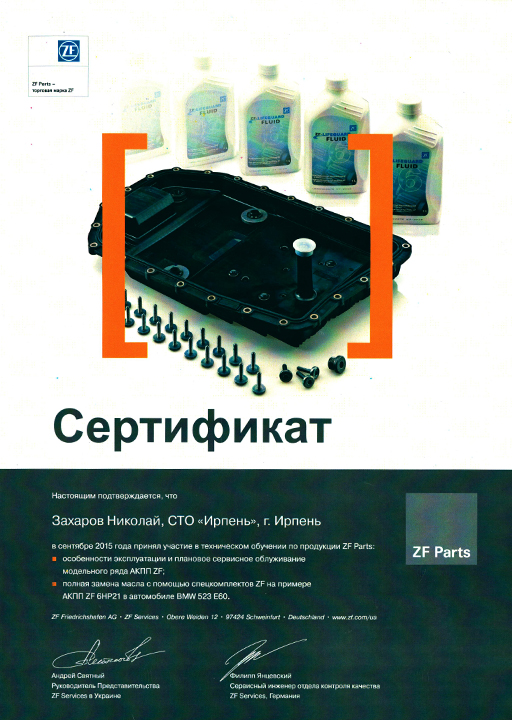 ZF
ZF Parts –
торговая марка ZF
ZF-LIFEGUARD
FLUID
ZF-LIFEGUARD
FLUID
ZF-LIFEGUARD
FLUID
LIFEGUARD
FLUID
Сертификат
Настоящим подтверждается, что
Захаров Николай, СТО «Ирпень», г. Ирпень
в сентябре 2015 года принял участие в техническом обучении по продукции ZF Parts:
особенности эксплуатации и плановое сервисное облуживание
модельного ряда АКПП ZF;
полная замена масла с помощью спецкомплектов ZF на примере
АКПП ZF 6HP21 в автомобиле BMW 523 E60.
ZF Parts
ZF Friedrichshafen AG • ZF Services • Obere Weiden 12 • 97424 Schweinfurt • Deutschland • www.zf.com/ua
Андрей Святный
Руководитель Представительства
ZF Services в Украине
Филипп Янцевский
Сервисный инженер отдела контроля качества
ZF Services, Германия